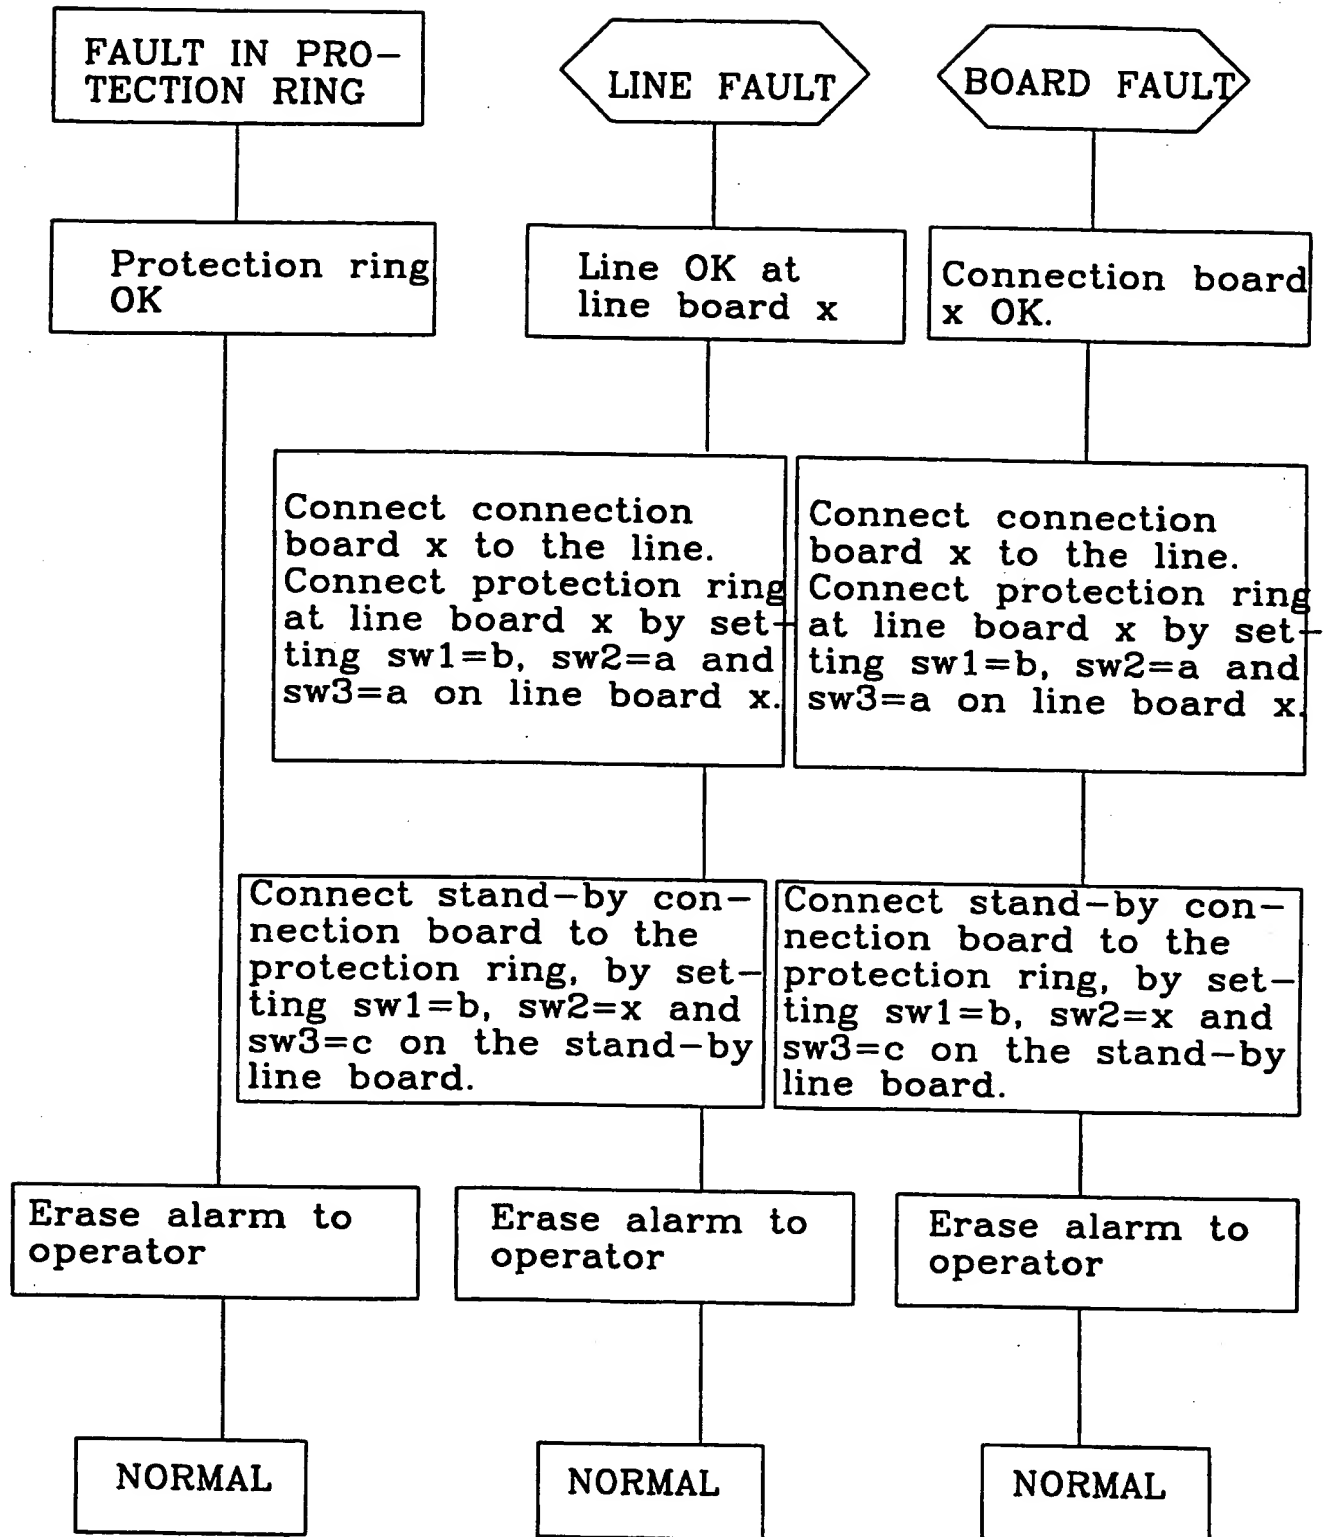 FAULT IN PRO–
TECTION RING
LINE FAULT
BOARD FAULT
Protection ring
OK
Line OK at
line board x
Connection board
x OK.
Connect connection
board x to the line.
Connect protection ring
at line board x by set–
ting sw1=b, sw2=a and
sw3=a on line board x.
Connect connection
board x to the line.
Connect protection ring
at line board x by set–
ting sw1=b, sw2=a and
sw3=a on line board x.
Connect stand–by con–
nection board to the
protection ring, by set–
ting sw1=b, sw2=x and
sw3=c on the stand–by
line board.
Connect stand–by con–
nection board to the
protection ring, by set–
ting sw1=b, sw2=x and
sw3=c on the stand–by
line board.
Erase alarm to
operator
Erase alarm to
operator
Erase alarm to
operator
NORMAL
NORMAL
NORMAL